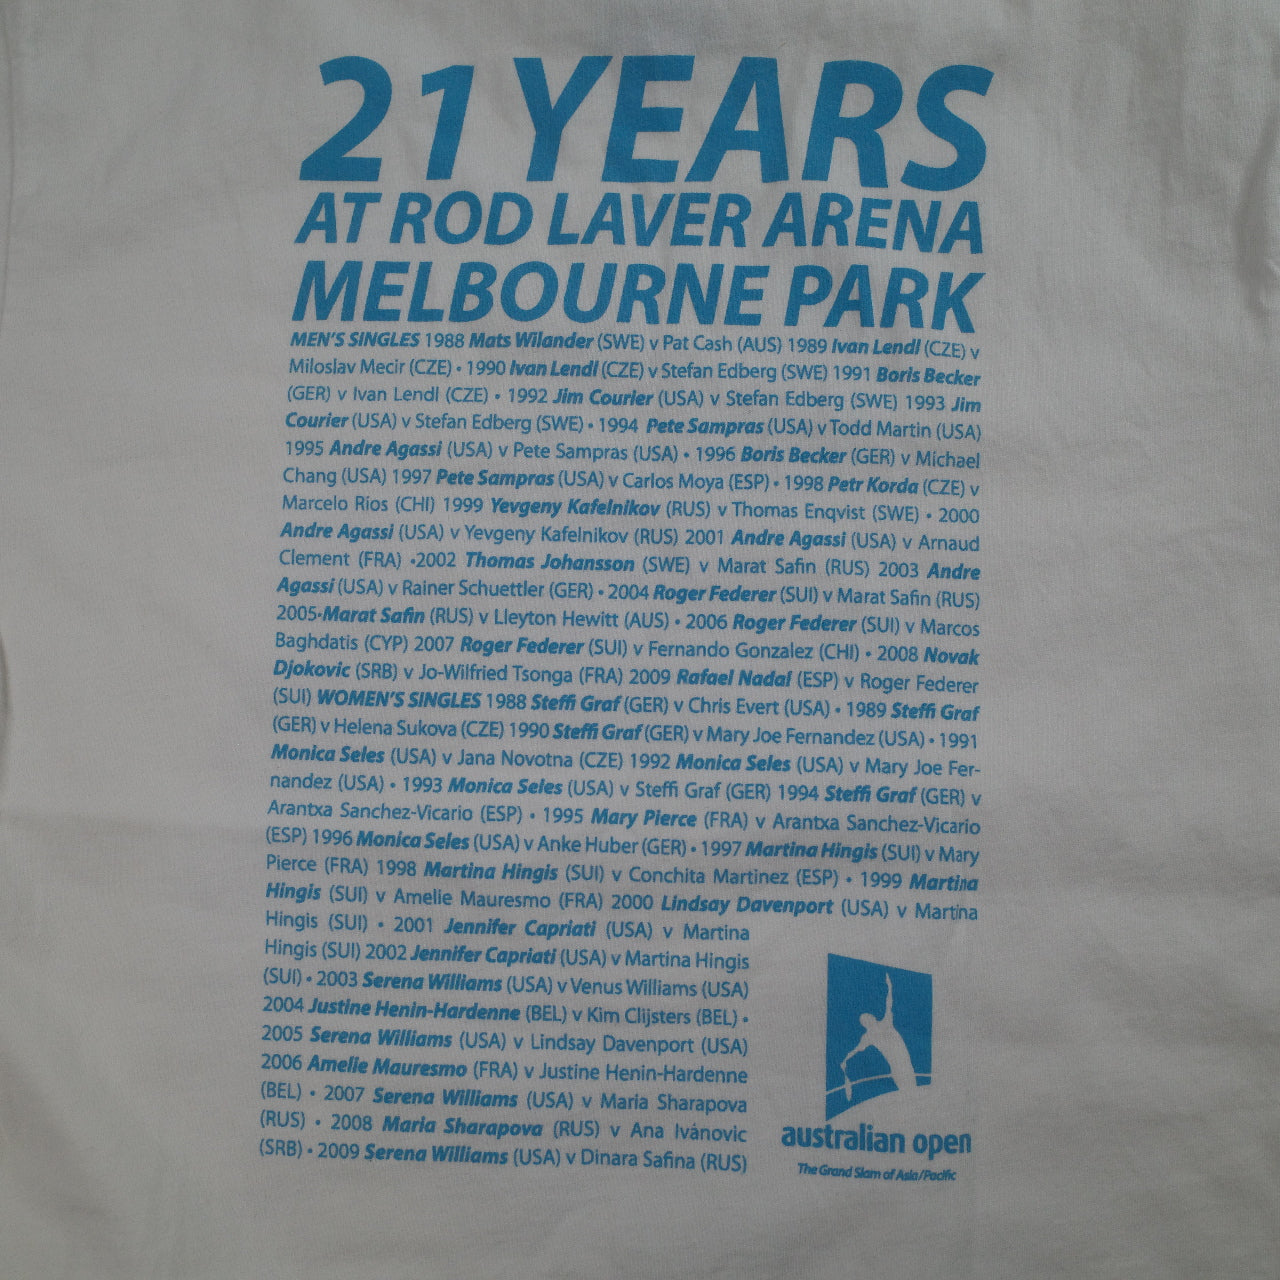 21 YEARS
AT ROD LAVER ARENA
MELBOURNE PARK
MEN'S SINGLES 1988 Mats Wilander (SWE) v Pat Cash (AUS) 1989 Ivan Lendl (CZE) v
Miloslav Mecir (CZE) • 1990 Ivan Lendl (CZE) v Stefan Edberg (SWE) 1991 Boris Becker
(GER) v Ivan Lendl (CZE) • 1992 Jim Courier (USA) v Stefan Edberg (SWE) 1993 Jim
Courier (USA) v Stefan Edberg (SWE) • 1994 Pete Sampras (USA) v Todd Martin (USA)
1995 Andre Agassi (USA) v Pete Sampras (USA) • 1996 Boris Becker (GER) v Michael
Chang (USA) 1997 Pete Sampras (USA) v Carlos Moya (ESP) • 1998 Petr Korda (CZE) v
Marcelo Rios (CHI) 1999 Yevgeny Kafelnikov (RUS) v Thomas Enqvist (SWE) • 2000
Andre Agassi (USA) v Yevgeny Kafelnikov (RUS) 2001 Andre Agassi (USA) v Arnaud
Clement (FRA) •2002 Thomas Johansson (SWE) v Marat Safin (RUS) 2003 Andre
Agassi (USA) v Rainer Schuettler (GER) • 2004 Roger Federer (SUI) v Marat Safin (RUS)
2005•Marat Safin (RUS) v Lleyton Hewitt (AUS) • 2006 Roger Federer (SUI) v Marcos
Baghdatis (CYP) 2007 Roger Federer (SUI) v Fernando Gonzalez (CHI) • 2008 Novak
Djokovic (SRB) v Jo-Wilfried Tsonga (FRA) 2009 Rafael Nadal (ESP) v Roger Federer
(SUI) WOMEN'S SINGLES 1988 Steffi Graf (GER) v Chris Evert (USA) • 1989 Steffi Graf
(GER) v Helena Sukova (CZE) 1990 Steffi Graf (GER) v Mary Joe Fernandez (USA) • 1991
Monica Seles (USA) v Jana Novotna (CZE) 1992 Monica Seles (USA) v Mary Joe Fer-
nandez (USA) • 1993 Monica Seles (USA) v Steffi Graf (GER) 1994 Steffi Graf (GER) v
Arantxa Sanchez-Vicario (ESP) • 1995 Mary Pierce (FRA) v Arantxa Sanchez-Vicario
(ESP) 1996 Monica Seles (USA) v Anke Huber (GER) • 1997 Martina Hingis (SUI) v Mary
Pierce (FRA) 1998 Martina Hingis (SUI) v Conchita Martinez (ESP) • 1999 Martina
Hingis (SUI) v Amelie Mauresmo (FRA) 2000 Lindsay Davenport (USA) v Martina
Hingis (SUI) • 2001 Jennifer Capriati (USA) v Martina
Hingis (SUI) 2002 Jennifer Capriati (USA) v Martina Hingis
(SUI) • 2003 Serena Williams (USA) v Venus Williams (USA)
2004 Justine Henin-Hardenne (BEL) v Kim Clijsters (BEL) •
2005 Serena Williams (USA) v Lindsay Davenport (USA)
2006 Amelie Mauresmo (FRA) v Justine Henin-Hardenne
(BEL) • 2007 Serena Williams (USA) v Maria Sharapova
(RUS) • 2008 Maria Sharapova (RUS) v Ana Ivánovic
(SRB) • 2009 Serena Williams (USA) v Dinara Safina (RUS)
australian open
The Grand Slam of Asia/Pacific